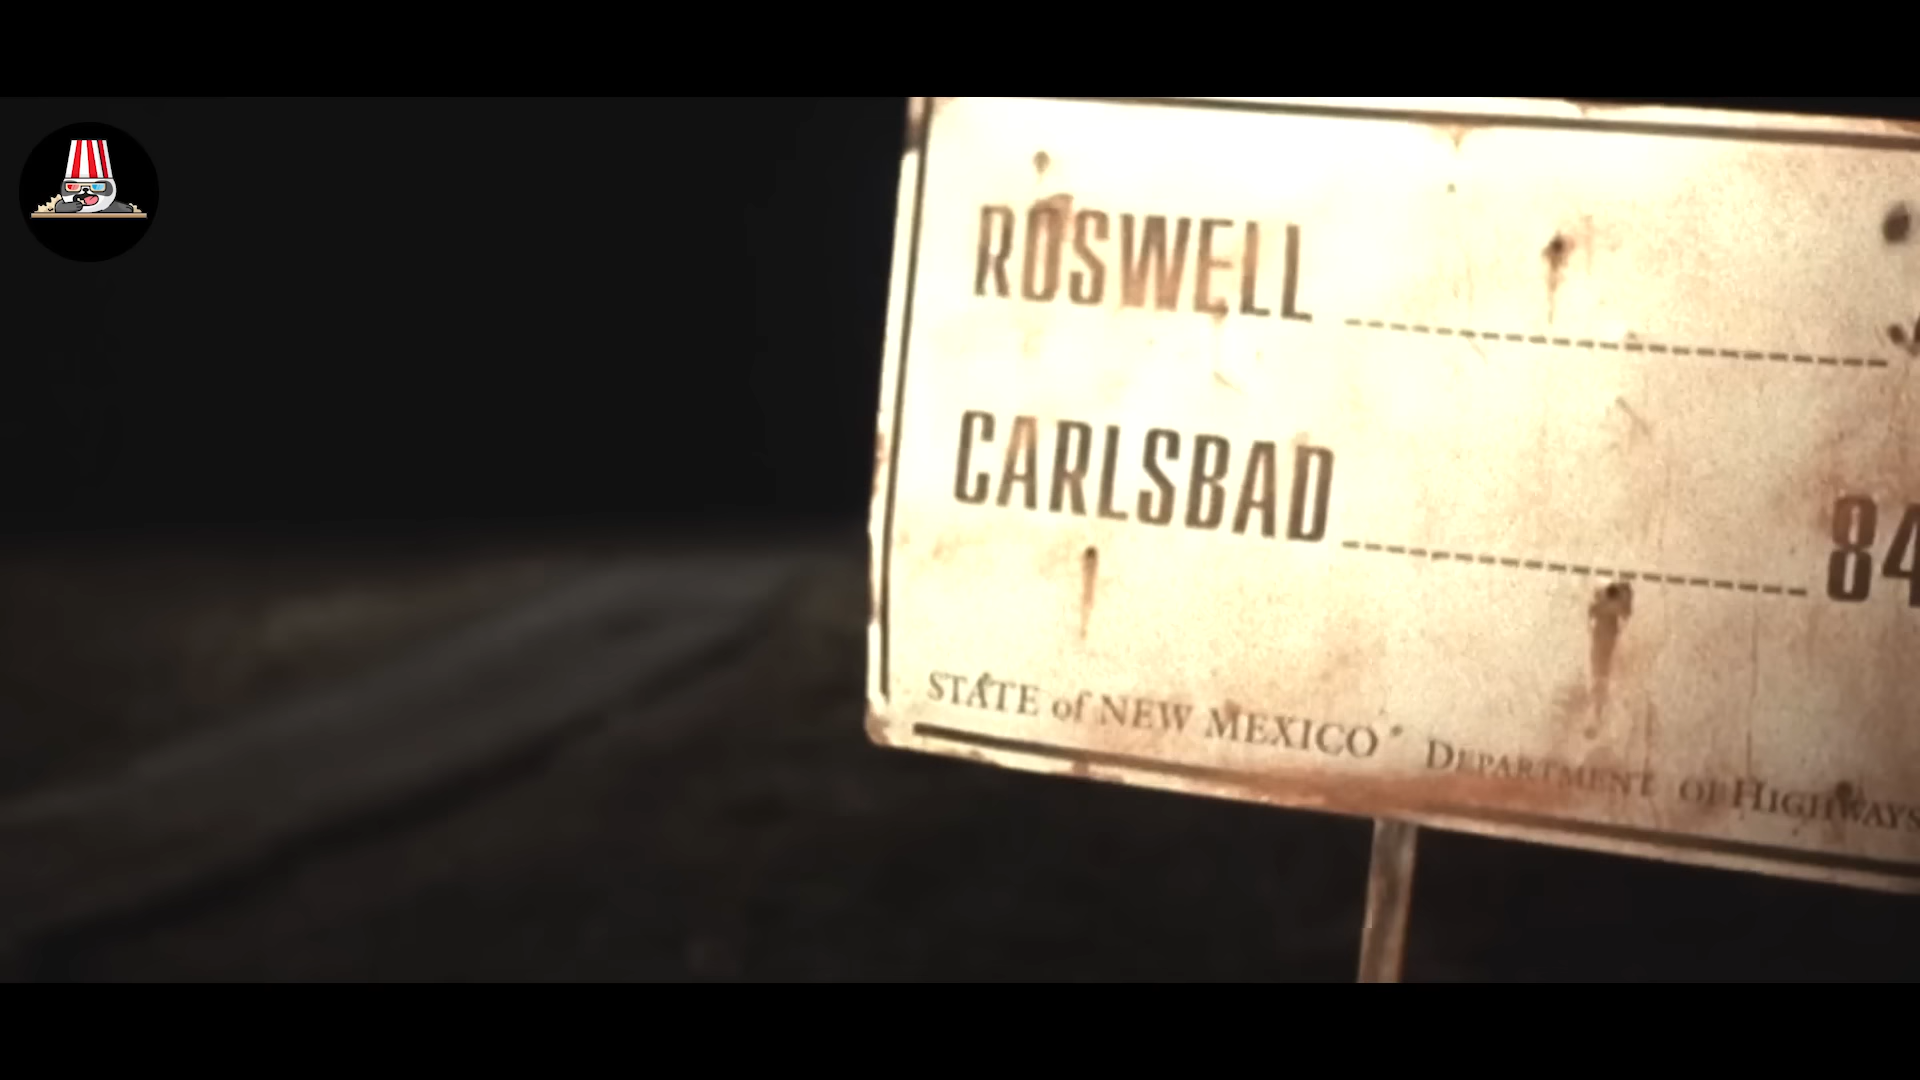 ROSWELL
CARLSBAD 84
STATE of NEW MEXICO DEPARTMENT OF HIGHWAYS